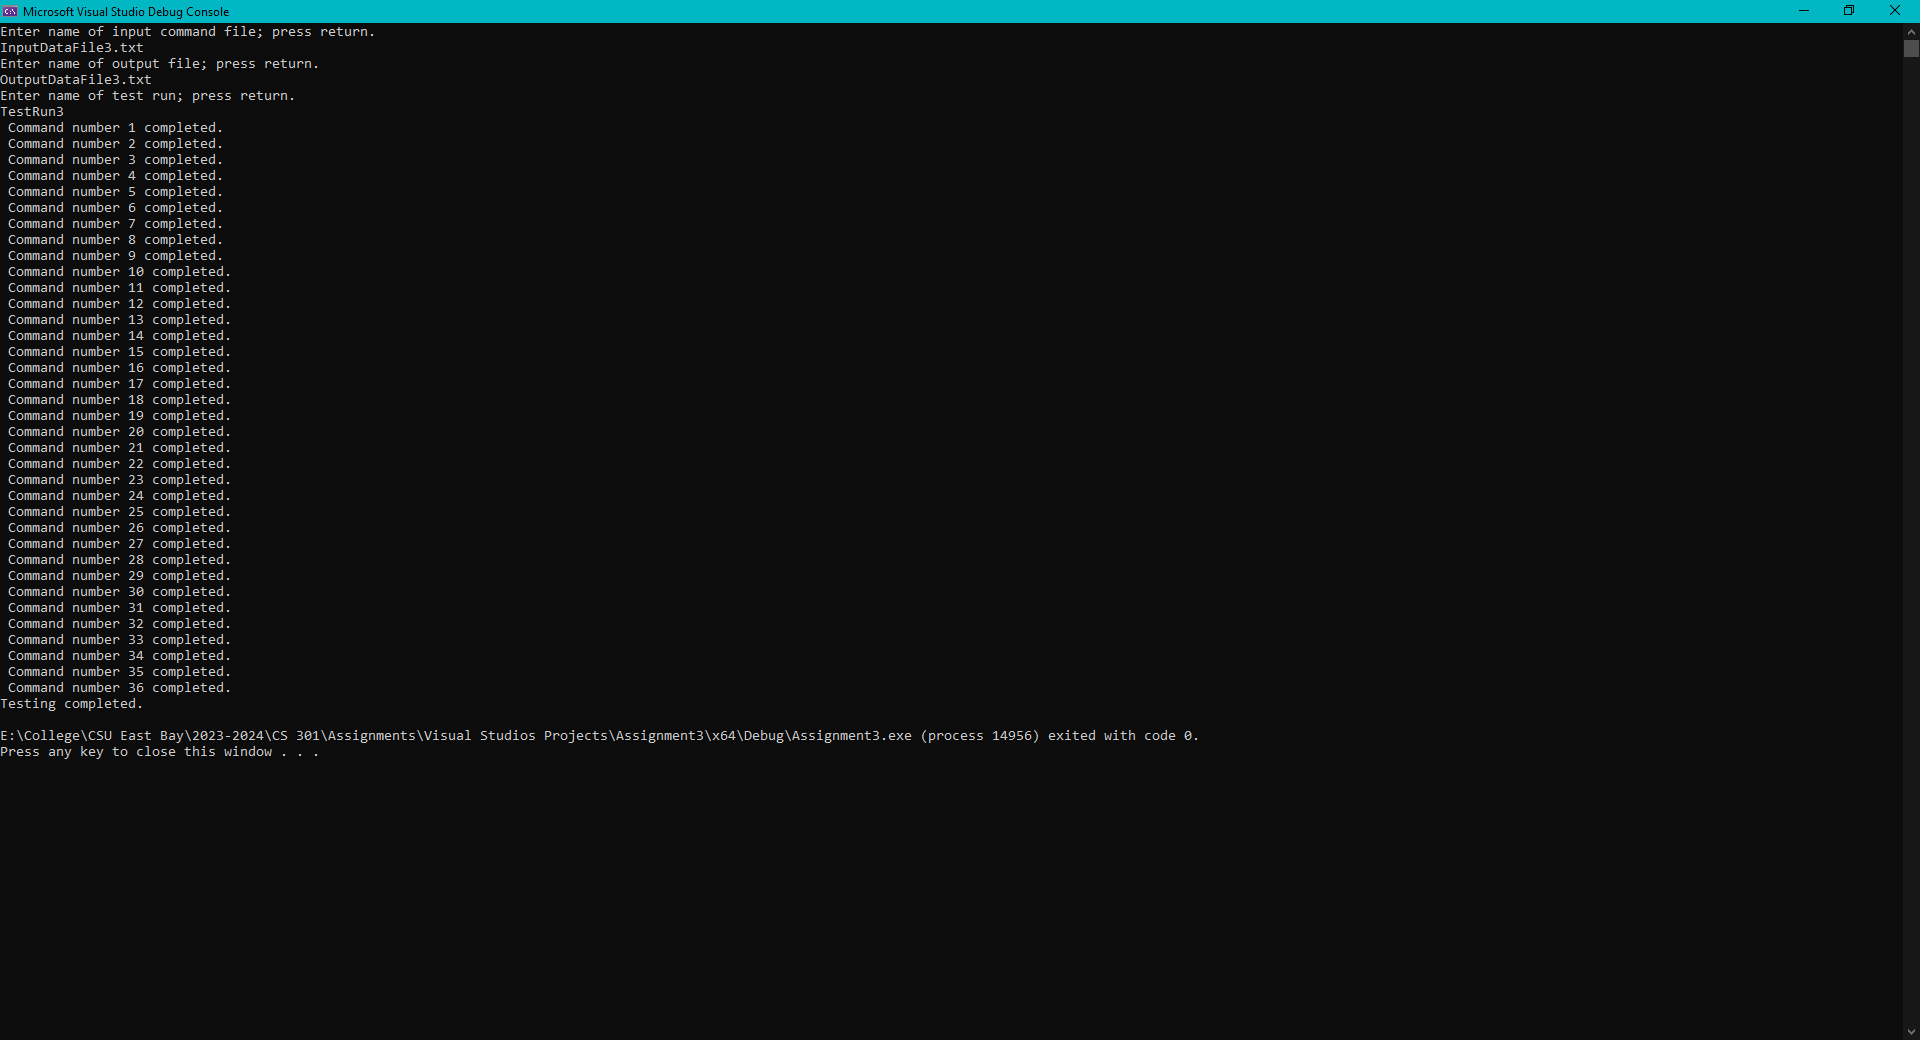 Microsoft Visual Studio Debug Console
Enter name of input command file; press return.
InputDataFile3.txt
Enter name of output file; press return.
OutputDataFile3.txt
Enter name of test run; press return.
TestRun3
Command number 1 completed.
Command number 2 completed.
Command number 3 completed.
Command number 4 completed.
Command number 5 completed.
Command number 6 completed.
Command number 7 completed.
Command number 8 completed.
Command number 9 completed.
Command number 10 completed.
Command number 11 completed.
Command number 12 completed.
Command number 13 completed.
Command number 14 completed.
Command number 15 completed.
Command number 16 completed.
Command number 17 completed.
Command number 18 completed.
Command number 19 completed.
Command number 20 completed.
Command number 21 completed.
Command number 22 completed.
Command number 23 completed.
Command number 24 completed.
Command number 25 completed.
Command number 26 completed.
Command number 27 completed.
Command number 28 completed.
Command number 29 completed.
Command number 30 completed.
Command number 31 completed.
Command number 32 completed.
Command number 33 completed.
Command number 34 completed.
Command number 35 completed.
Command number 36 completed.
Testing completed.
E:\College\CSU East Bay\2023-2024\CS 301\Assignments\Visual Studios Projects\Assignment3\x64\Debug\Assignment3.exe (process 14956) exited with code 0.
Press any key to close this window . . .